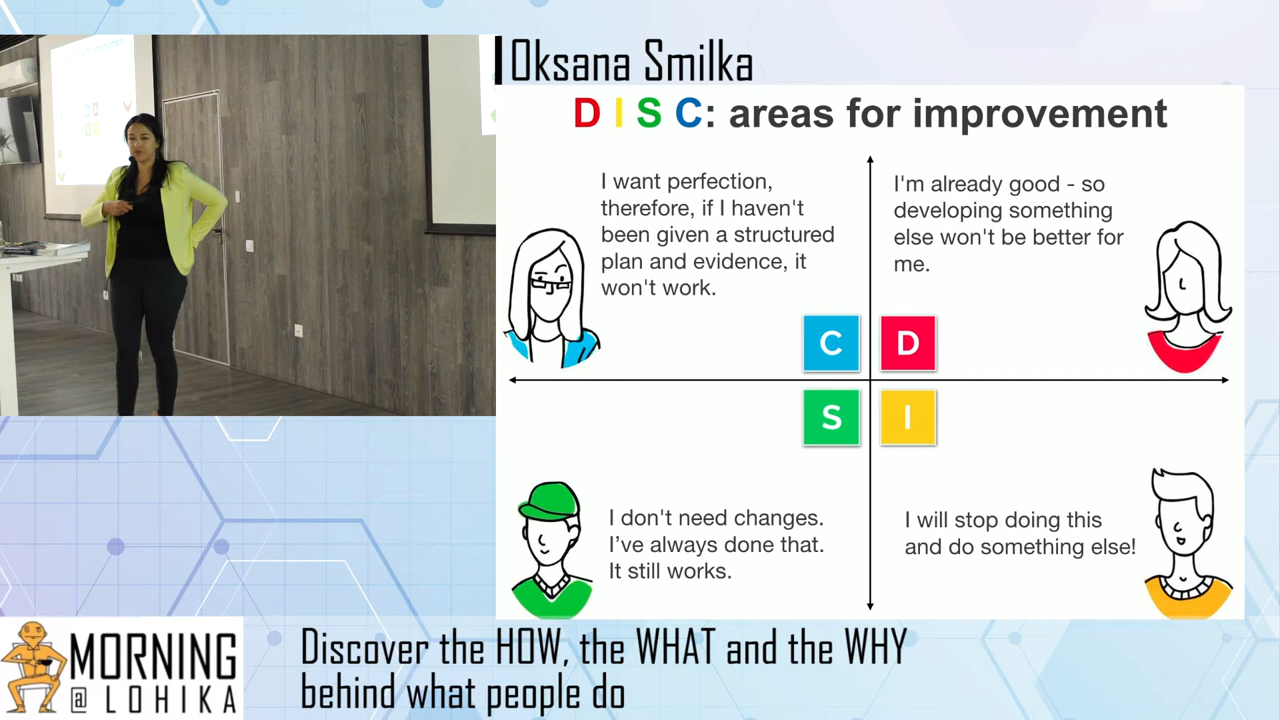 Oksana Smilka
D I S C: areas for improvement
I want perfection,
therefore, if I haven't
been given a structured
plan and evidence, it
won't work.
I'm already good - so
developing something
else won't be better for
me.
C
D
S
I
I don't need changes.
I've always done that.
It still works.
I will stop doing this
and do something else!
MORNING
@ LOHIKA
Discover the HOW, the WHAT and the WHY
behind what people do